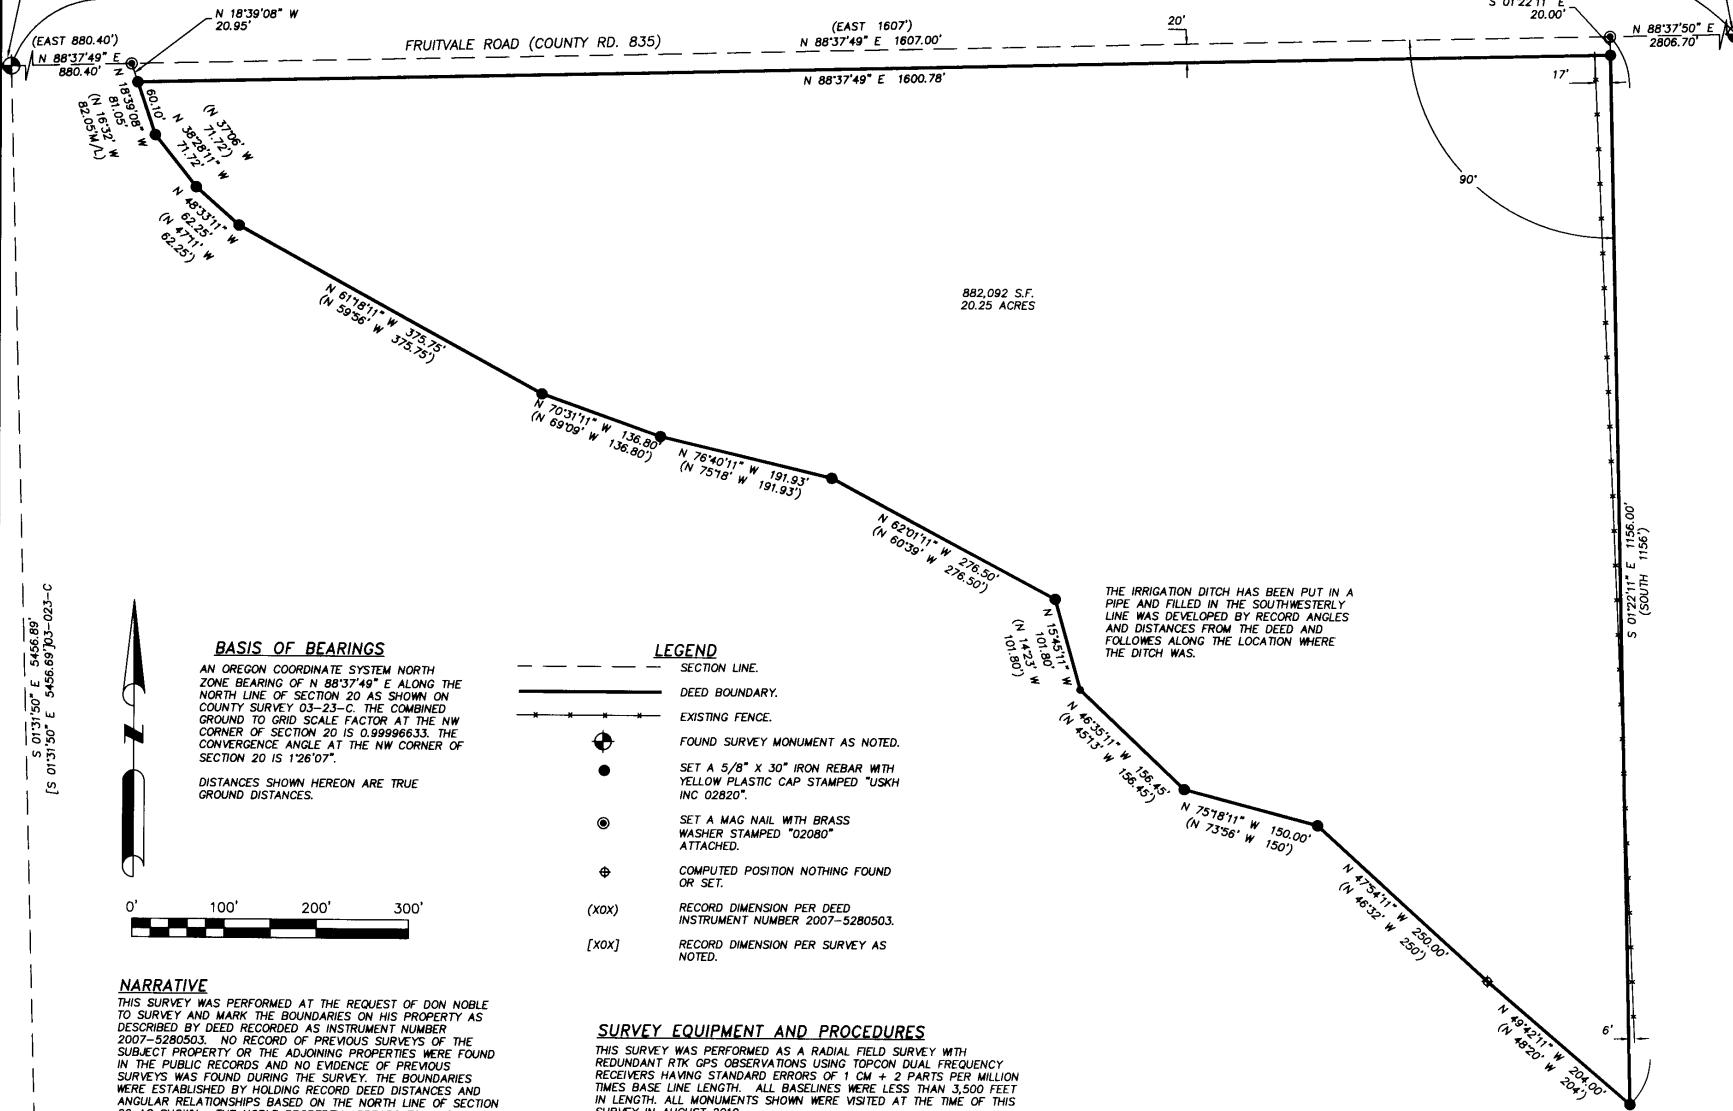 N 18°39'08" W
20.95'
(EAST 880.40')
N 88°37'49" E
880.40'
FRUITVALE ROAD (COUNTY RD. 835)
(EAST 1607')
N 88°37'49" E 1607.00'
N 88°37'49" E 1600.78'
20'
S 01°22'11" E
20.00'
N 88°37'50" E
2806.70'
17'
90°
60.10'
N 18°39'08" W
81.05'
(N 16°32' W
82.05'M/L)
(N 37°06' W
71.72')
N 38°28'11" W
71.72'
N 48°33'11" W
62.25'
(N 47°11' W
62.25')
N 61°18'11" W 375.75'
(N 59°56' W 375.75')
882,092 S.F.
20.25 ACRES
N 70°31'11" W 136.80'
(N 69°09' W 136.80')
N 76°40'11" W 191.93'
(N 75°18' W 191.93')
N 62°01'11" W 276.50'
(N 60°39' W 276.50')
N 15°45'11" W
101.80'
(N 14°23' W
101.80')
THE IRRIGATION DITCH HAS BEEN PUT IN A
PIPE AND FILLED IN THE SOUTHWESTERLY
LINE WAS DEVELOPED BY RECORD ANGLES
AND DISTANCES FROM THE DEED AND
FOLLOWES ALONG THE LOCATION WHERE
THE DITCH WAS.
N 46°35'11" W 156.45'
(N 45°13' W 156.45')
N 75°18'11" W 150.00'
(N 73°56' W 150')
N 47°54'11" W 250.00'
(N 46°32' W 250')
N 49°42'11" W 204.00'
(N 48°20' W 204')
6'
S 01°22'11" E 1156.00'
(SOUTH 1156')
S 01°31'50" E 5456.89'
[S 01°31'50" E 5456.69']03-023-C
N
BASIS OF BEARINGS
AN OREGON COORDINATE SYSTEM NORTH
ZONE BEARING OF N 88°37'49" E ALONG THE
NORTH LINE OF SECTION 20 AS SHOWN ON
COUNTY SURVEY 03-23-C. THE COMBINED
GROUND TO GRID SCALE FACTOR AT THE NW
CORNER OF SECTION 20 IS 0.99996633. THE
CONVERGENCE ANGLE AT THE NW CORNER OF
SECTION 20 IS 1°26'07".
DISTANCES SHOWN HEREON ARE TRUE
GROUND DISTANCES.
0' 100' 200' 300'
LEGEND
SECTION LINE.
DEED BOUNDARY.
EXISTING FENCE.
FOUND SURVEY MONUMENT AS NOTED.
SET A 5/8" X 30" IRON REBAR WITH
YELLOW PLASTIC CAP STAMPED "USKH
INC 02820".
SET A MAG NAIL WITH BRASS
WASHER STAMPED "02080"
ATTACHED.
COMPUTED POSITION NOTHING FOUND
OR SET.
(XOX) RECORD DIMENSION PER DEED
INSTRUMENT NUMBER 2007-5280503.
[XOX] RECORD DIMENSION PER SURVEY AS
NOTED.
NARRATIVE
THIS SURVEY WAS PERFORMED AT THE REQUEST OF DON NOBLE
TO SURVEY AND MARK THE BOUNDARIES ON HIS PROPERTY AS
DESCRIBED BY DEED RECORDED AS INSTRUMENT NUMBER
2007-5280503. NO RECORD OF PREVIOUS SURVEYS OF THE
SUBJECT PROPERTY OR THE ADJOINING PROPERTIES WERE FOUND
IN THE PUBLIC RECORDS AND NO EVIDENCE OF PREVIOUS
SURVEYS WAS FOUND DURING THE SURVEY. THE BOUNDARIES
WERE ESTABLISHED BY HOLDING RECORD DEED DISTANCES AND
ANGULAR RELATIONSHIPS BASED ON THE NORTH LINE OF SECTION
SURVEY EQUIPMENT AND PROCEDURES
THIS SURVEY WAS PERFORMED AS A RADIAL FIELD SURVEY WITH
REDUNDANT RTK GPS OBSERVATIONS USING TOPCON DUAL FREQUENCY
RECEIVERS HAVING STANDARD ERRORS OF 1 CM + 2 PARTS PER MILLION
TIMES BASE LINE LENGTH. ALL BASELINES WERE LESS THAN 3,500 FEET
IN LENGTH. ALL MONUMENTS SHOWN WERE VISITED AT THE TIME OF THIS